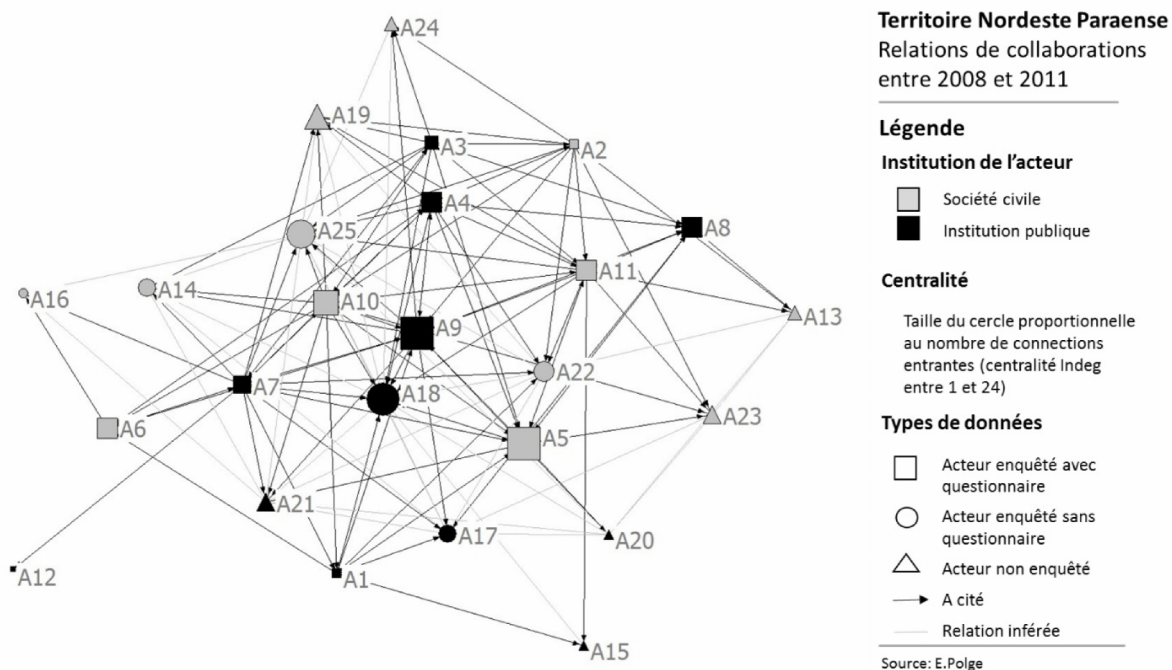 Territoire Nordeste Paraense
Relations de collaborations
entre 2008 et 2011
Légende
Institution de l'acteur
Société civile
Institution publique
Centralité
Taille du cercle proportionnelle
au nombre de connections
entrantes (centralité Indeg
entre 1 et 24)
Types de données
Acteur enquêté avec
questionnaire
Acteur enquêté sans
questionnaire
Acteur non enquêté
A cité
Relation inférée
Source: E.Polge
A24
A19
A3
A2
A4
A8
A25
A11
A14
A16
A10
A13
A9
A22
A7
A18
A23
A6
A5
A21
A17
A20
A12
A1
A15